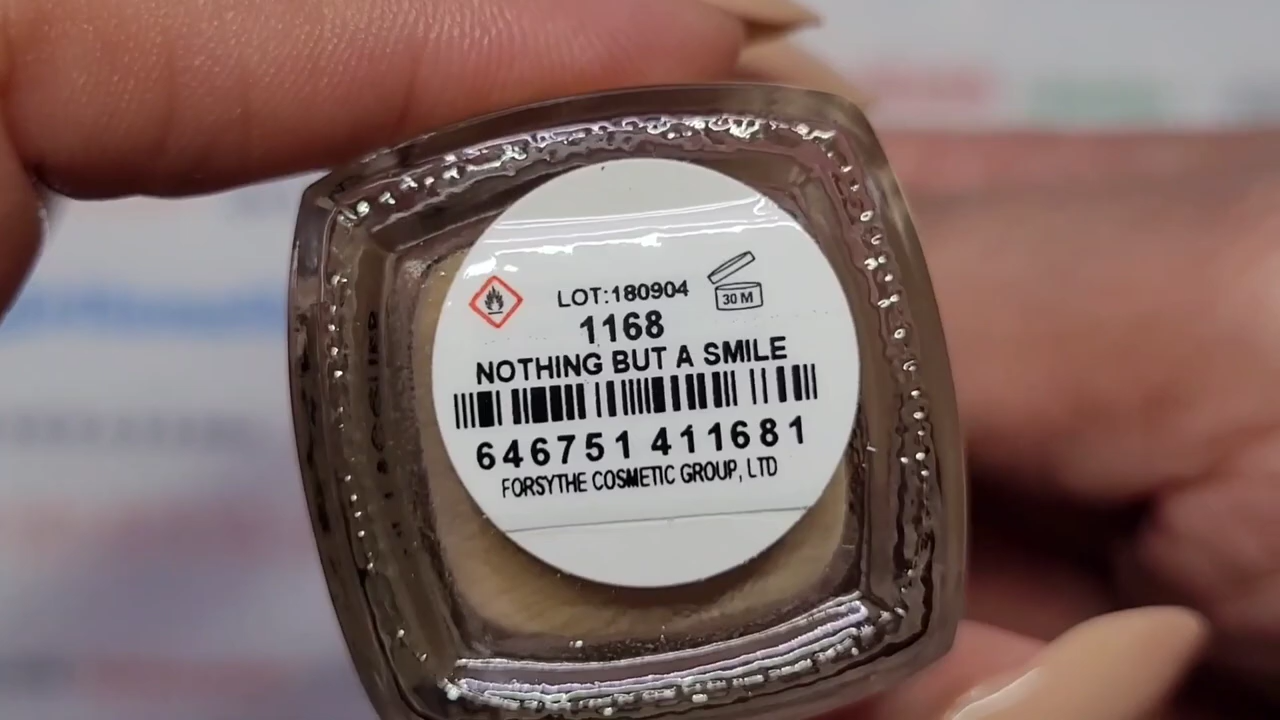 LOT:180904
30 M
1168
NOTHING BUT A SMILE
646751 411681
FORSYTHE COSMETIC GROUP, LTD